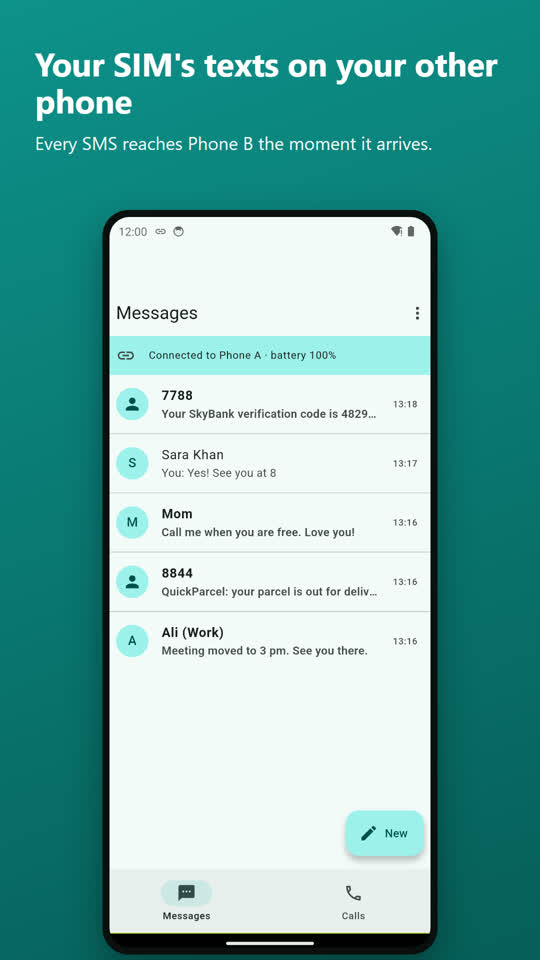 Your SIM's texts on your other
phone
Every SMS reaches Phone B the moment it arrives.
12:00
Messages
Connected to Phone A · battery 100%
7788
Your SkyBank verification code is 4829…
13:18
S
Sara Khan
You: Yes! See you at 8
13:17
M
Mom
Call me when you are free. Love you!
13:16
8844
QuickParcel: your parcel is out for deliv…
13:16
A
Ali (Work)
Meeting moved to 3 pm. See you there.
13:16
New
Messages
Calls